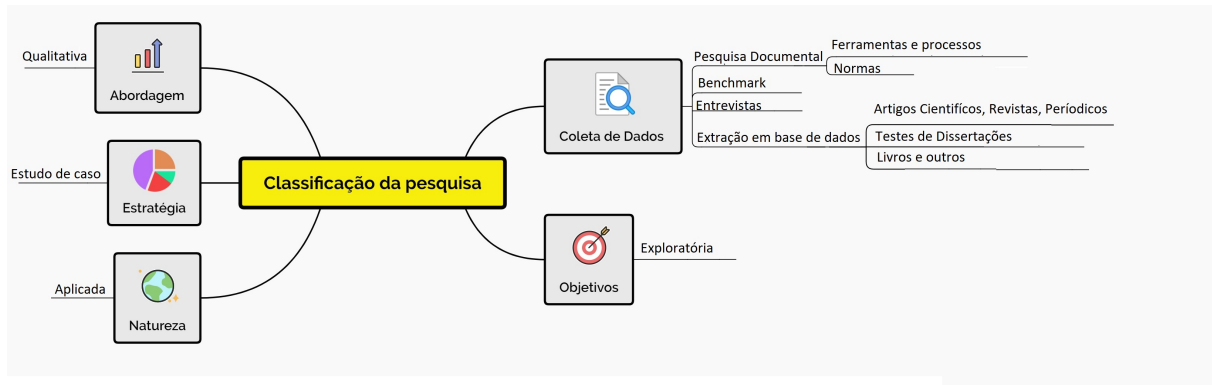 Qualitativa
Abordagem
Estudo de caso
Estratégia
Aplicada
Natureza
Classificação da pesquisa
Coleta de Dados
Pesquisa Documental
Ferramentas e processos
Normas
Benchmark
Entrevistas
Extração em base de dados
Artigos Cientifícos, Revistas, Períodicos
Testes de Dissertações
Livros e outros
Objetivos
Exploratória